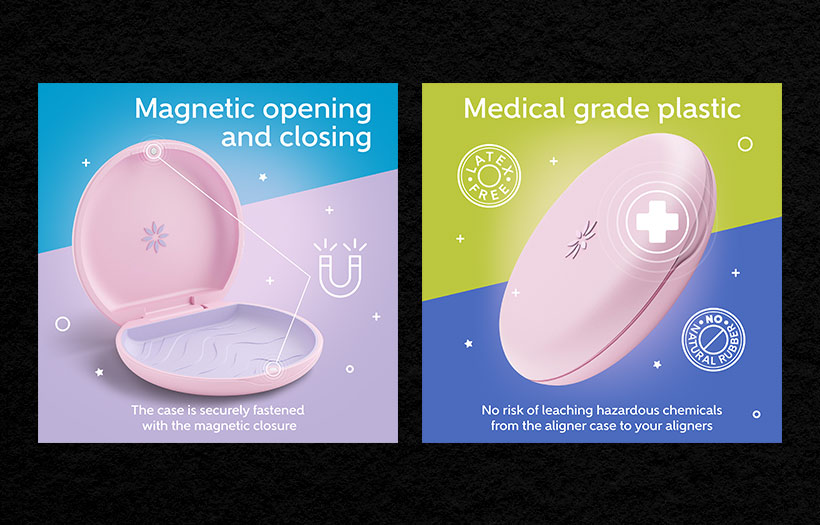 Magnetic opening
and closing
The case is securely fastened
with the magnetic closure
Medical grade plastic
LATEX
FREE
NO
NATURAL RUBBER
No risk of leaching hazardous chemicals
from the aligner case to your aligners